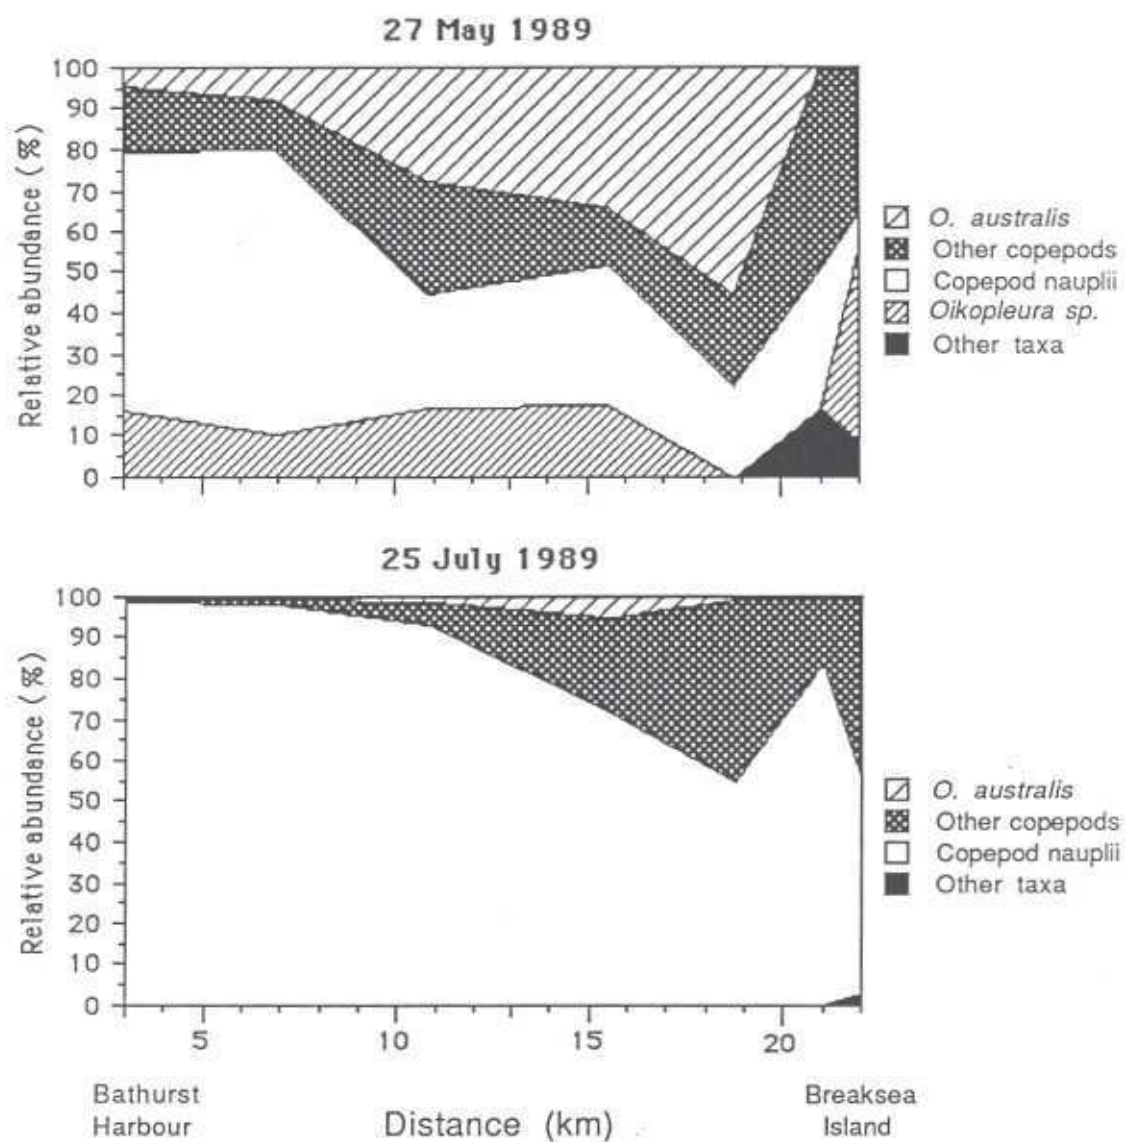 27 May 1989
100
90
80
70
60
50
40
30
20
10
0
Relative abundance (%)
O. australis
Other copepods
Copepod nauplii
Oikopleura sp.
Other taxa
25 July 1989
100
90
80
70
60
50
40
30
20
10
0
Relative abundance (%)
O. australis
Other copepods
Copepod nauplii
Other taxa
5 10 15 20
Bathurst
Harbour
Distance (km)
Breaksea
Island